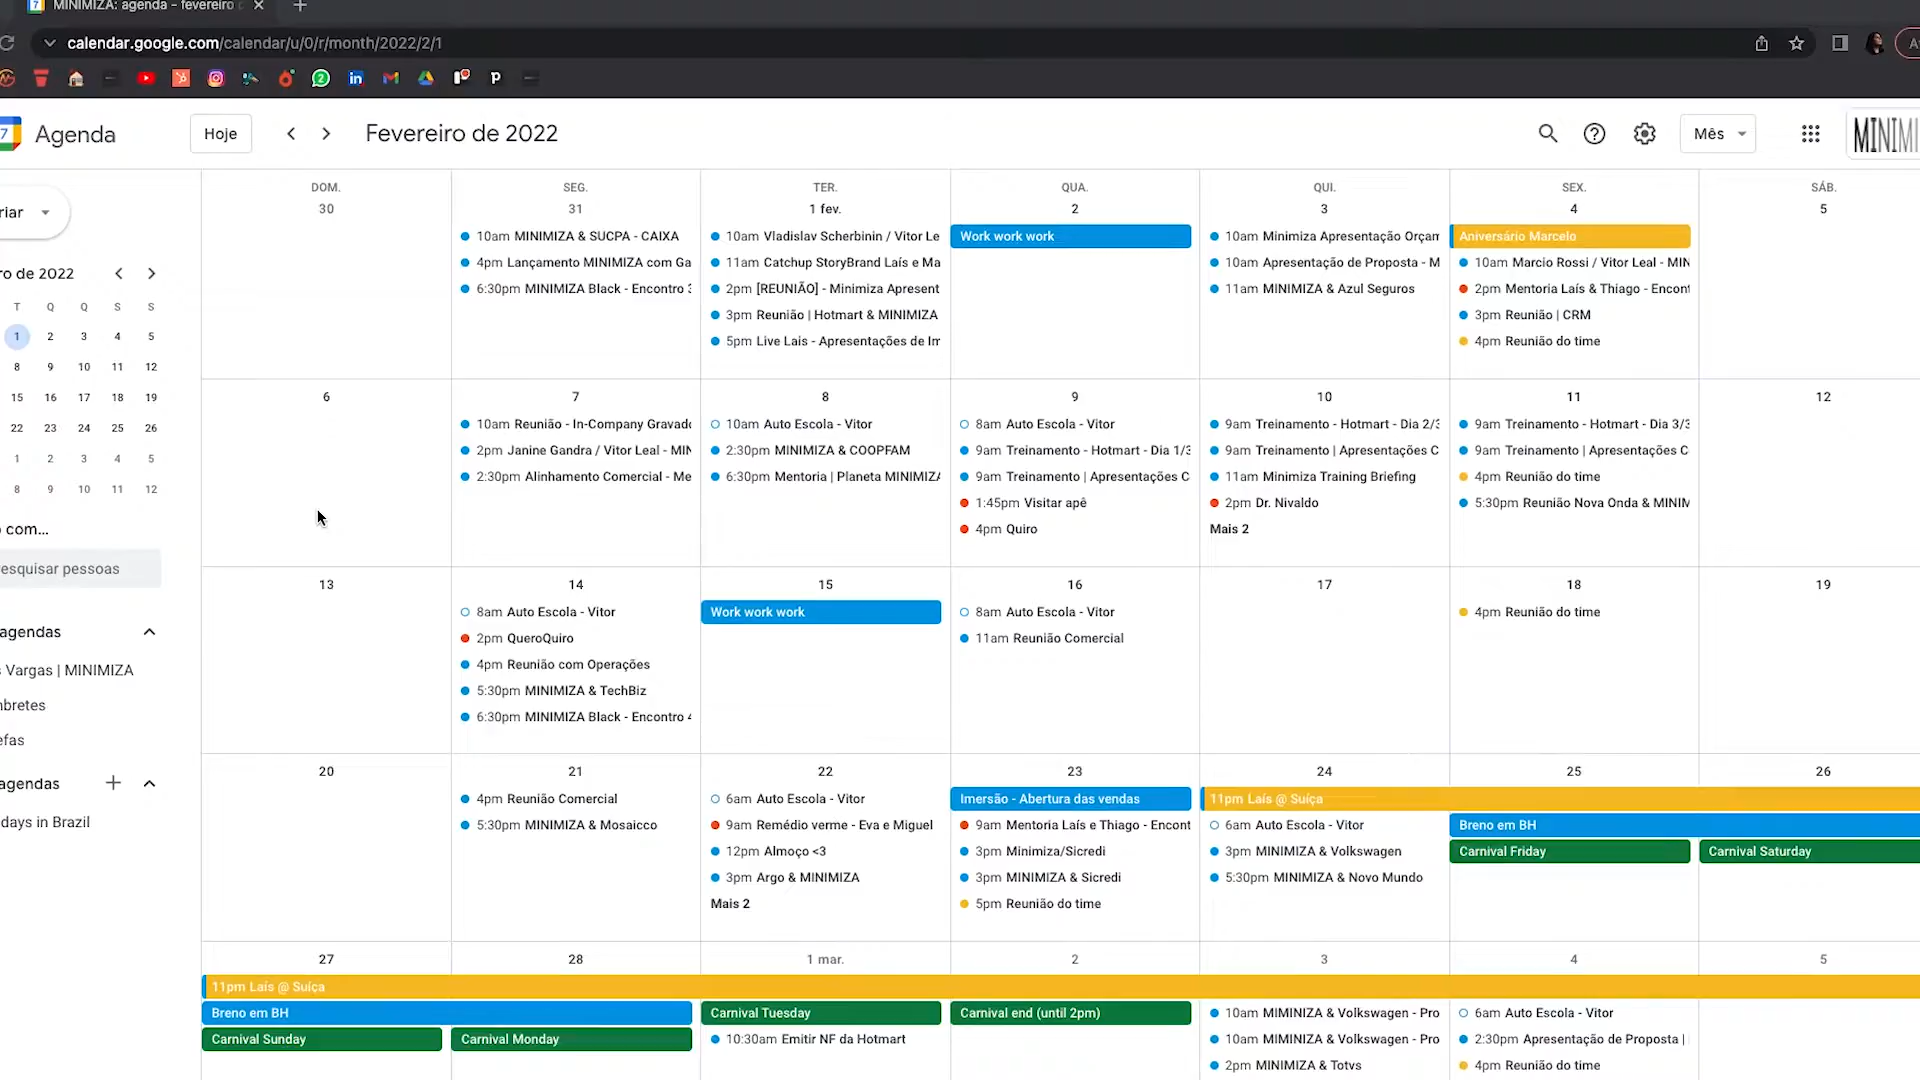 MINIMIZA: agenda - fevereiro
calendar.google.com/calendar/u/0/r/month/2022/2/1
Agenda
Hoje
Fevereiro de 2022
Mês
MINIMI
riar
ro de 2022
T Q Q S S
1 2 3 4 5
8 9 10 11 12
15 16 17 18 19
22 23 24 25 26
1 2 3 4 5
8 9 10 11 12
com...
esquisar pessoas
agendas
Vargas | MINIMIZA
mbretes
efas
agendas
days in Brazil
DOM. SEG. TER. QUA. QUI. SEX. SÁB.
30
31
10am MINIMIZA & SUCPA - CAIXA
4pm Lançamento MINIMIZA com Ga
6:30pm MINIMIZA Black - Encontro 3
1 fev.
10am Vladislav Scherbinin / Vitor Le
11am Catchup StoryBrand Laís e Ma
2pm [REUNIÃO] - Minimiza Apresent
3pm Reunião | Hotmart & MINIMIZA
5pm Live Lais - Apresentações de Im
2
Work work work
3
10am Minimiza Apresentação Orçam
10am Apresentação de Proposta - M
11am MINIMIZA & Azul Seguros
4
Aniversário Marcelo
10am Marcio Rossi / Vitor Leal - MIN
2pm Mentoria Laís & Thiago - Encont
3pm Reunião | CRM
4pm Reunião do time
5
6
7
10am Reunião - In-Company Gravado
2pm Janine Gandra / Vitor Leal - MIN
2:30pm Alinhamento Comercial - Me
8
10am Auto Escola - Vitor
2:30pm MINIMIZA & COOPFAM
6:30pm Mentoria | Planeta MINIMIZA
9
8am Auto Escola - Vitor
9am Treinamento - Hotmart - Dia 1/3
9am Treinamento | Apresentações C
1:45pm Visitar apê
4pm Quiro
10
9am Treinamento - Hotmart - Dia 2/3
9am Treinamento | Apresentações C
11am Minimiza Training Briefing
2pm Dr. Nivaldo
Mais 2
11
9am Treinamento - Hotmart - Dia 3/3
9am Treinamento | Apresentações C
4pm Reunião do time
5:30pm Reunião Nova Onda & MINIM
12
13
14
8am Auto Escola - Vitor
2pm QueroQuiro
4pm Reunião com Operações
5:30pm MINIMIZA & TechBiz
6:30pm MINIMIZA Black - Encontro 4
15
Work work work
16
8am Auto Escola - Vitor
11am Reunião Comercial
17
18
4pm Reunião do time
19
20
21
4pm Reunião Comercial
5:30pm MINIMIZA & Mosaicco
22
6am Auto Escola - Vitor
9am Remédio verme - Eva e Miguel
12pm Almoço <3
3pm Argo & MINIMIZA
Mais 2
23
Imersão - Abertura das vendas
9am Mentoria Laís e Thiago - Encont
3pm Minimiza/Sicredi
3pm MINIMIZA & Sicredi
5pm Reunião do time
24
11pm Laís @ Suíça
6am Auto Escola - Vitor
3pm MINIMIZA & Volkswagen
5:30pm MINIMIZA & Novo Mundo
25
Breno em BH
Carnival Friday
26
Carnival Saturday
27
11pm Laís @ Suíça
Breno em BH
Carnival Sunday
28
Carnival Monday
1 mar.
Carnival Tuesday
10:30am Emitir NF da Hotmart
2
Carnival end (until 2pm)
3
10am MIMINIZA & Volkswagen - Pro
10am MIMINIZA & Volkswagen - Pro
2pm MINIMIZA & Totvs
4
6am Auto Escola - Vitor
2:30pm Apresentação de Proposta |
4pm Reunião do time
5